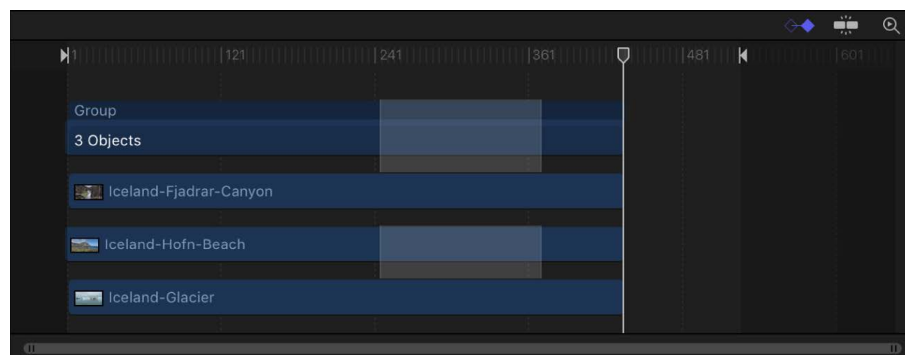 1 121 241 361 481 601
Group
3 Objects
Iceland-Fjadrar-Canyon
Iceland-Hofn-Beach
Iceland-Glacier